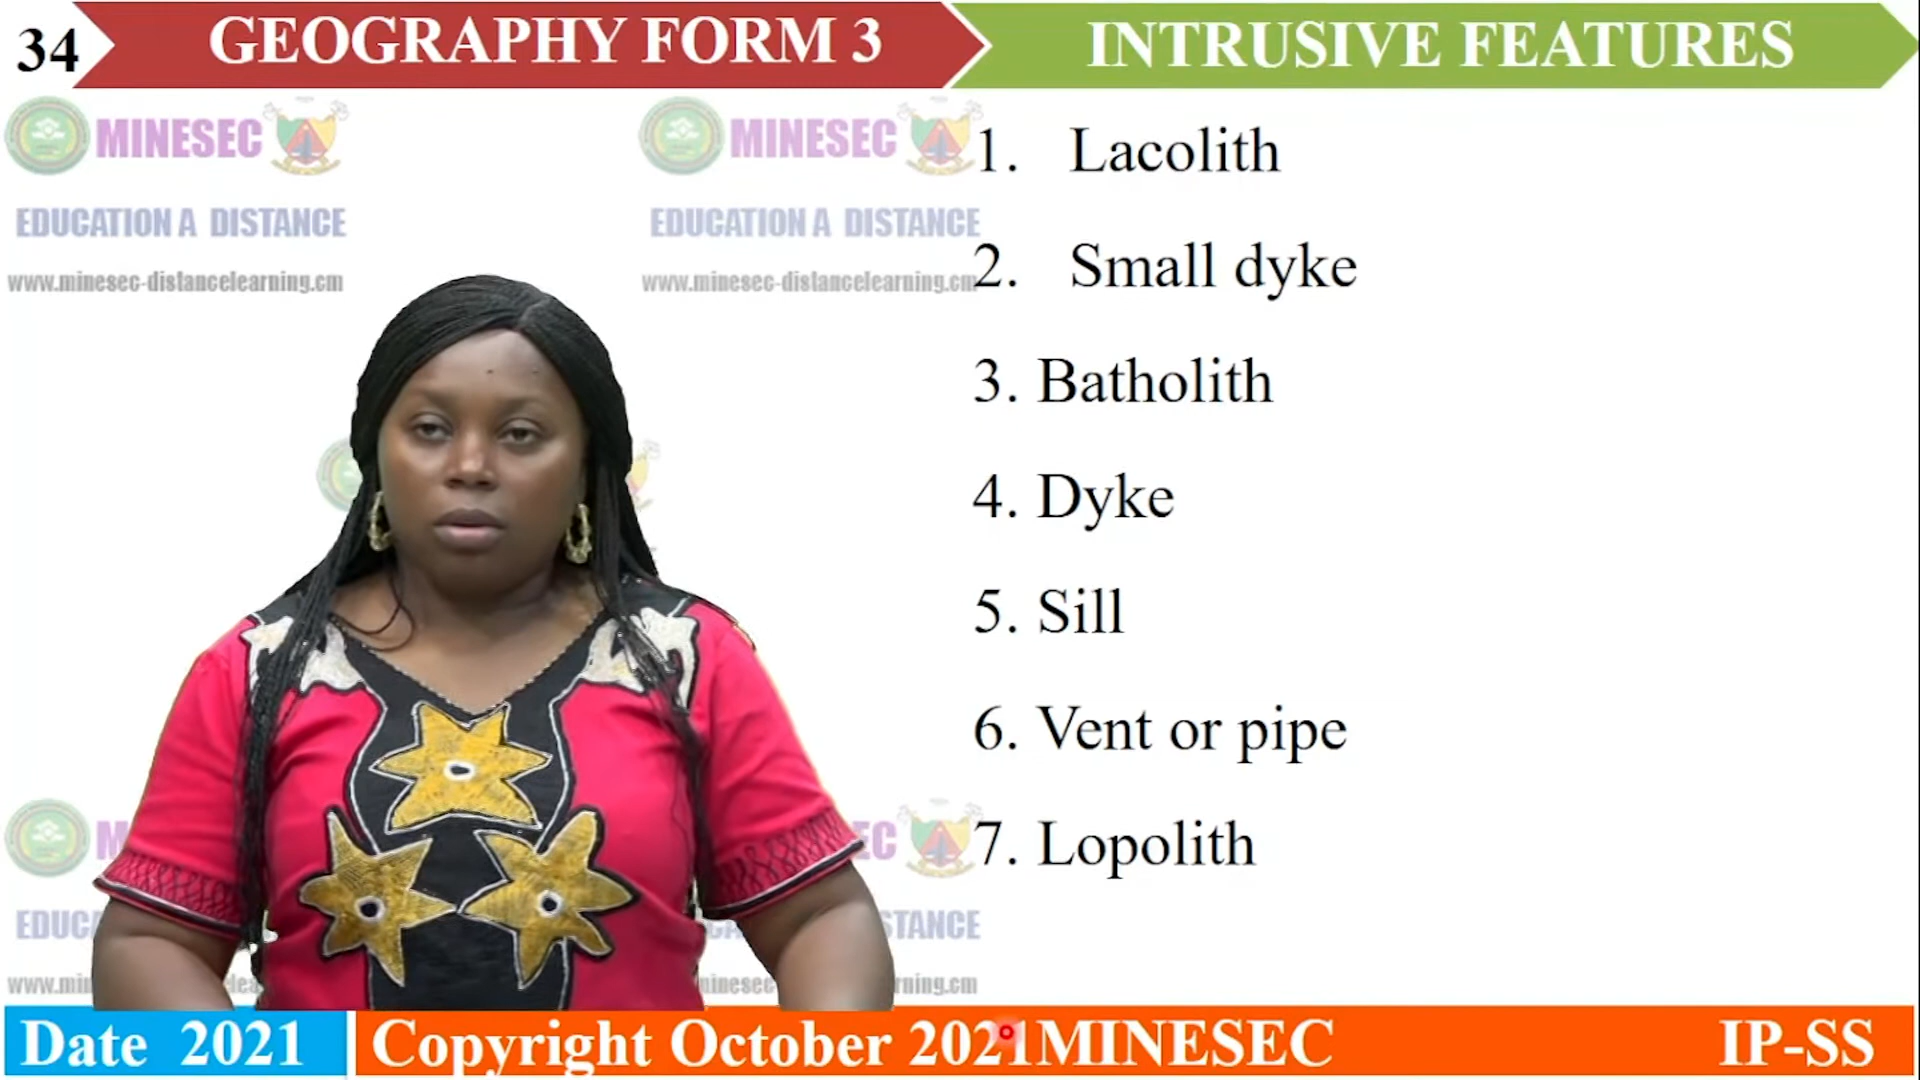 34
GEOGRAPHY FORM 3
INTRUSIVE FEATURES
MINESEC
EDUCATION A DISTANCE
www.minesec-distancelearning.cm
MINESEC
EDUCATION A DISTANCE
www.minesec-distancelearning.cm
1. Lacolith
2. Small dyke
3. Batholith
4. Dyke
5. Sill
6. Vent or pipe
7. Lopolith
Date 2021
Copyright October 2021MINESEC
IP-SS